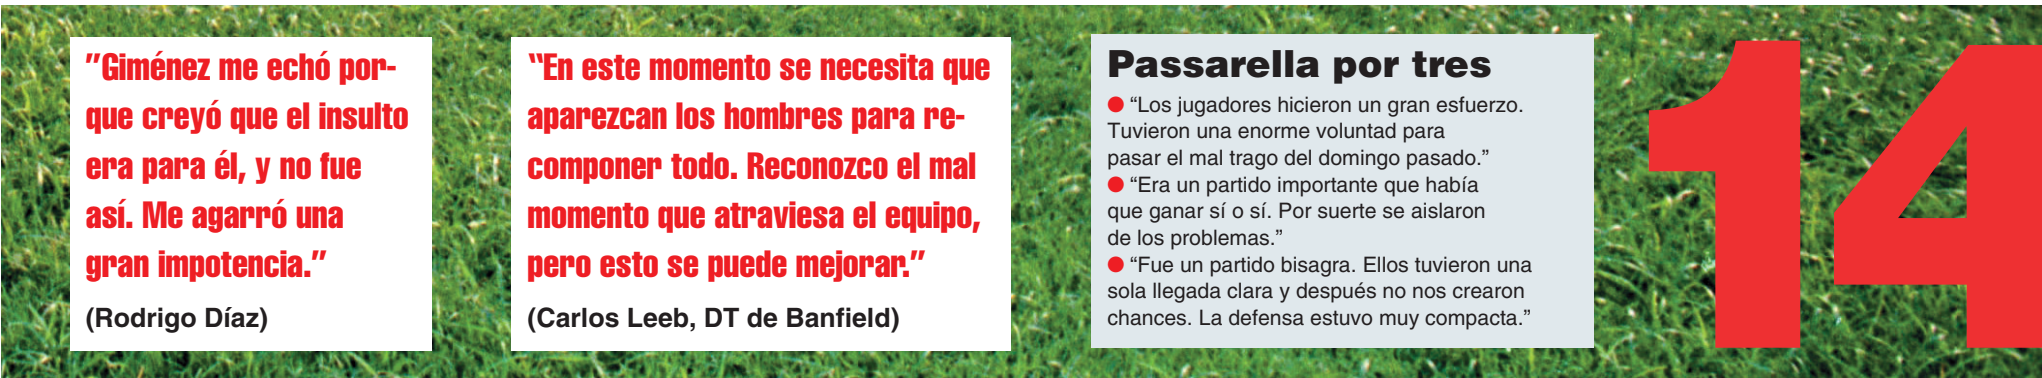 "Giménez me echó por-
que creyó que el insulto
era para él, y no fue
así. Me agarró una
gran impotencia."
(Rodrigo Díaz)
“En este momento se necesita que
aparezcan los hombres para re-
componer todo. Reconozco el mal
momento que atraviesa el equipo,
pero esto se puede mejorar.”
(Carlos Leeb, DT de Banfield)
Passarella por tres
● “Los jugadores hicieron un gran esfuerzo.
Tuvieron una enorme voluntad para
pasar el mal trago del domingo pasado.”
● “Era un partido importante que había
que ganar sí o sí. Por suerte se aislaron
de los problemas.”
● “Fue un partido bisagra. Ellos tuvieron una
sola llegada clara y después no nos crearon
chances. La defensa estuvo muy compacta.”
14